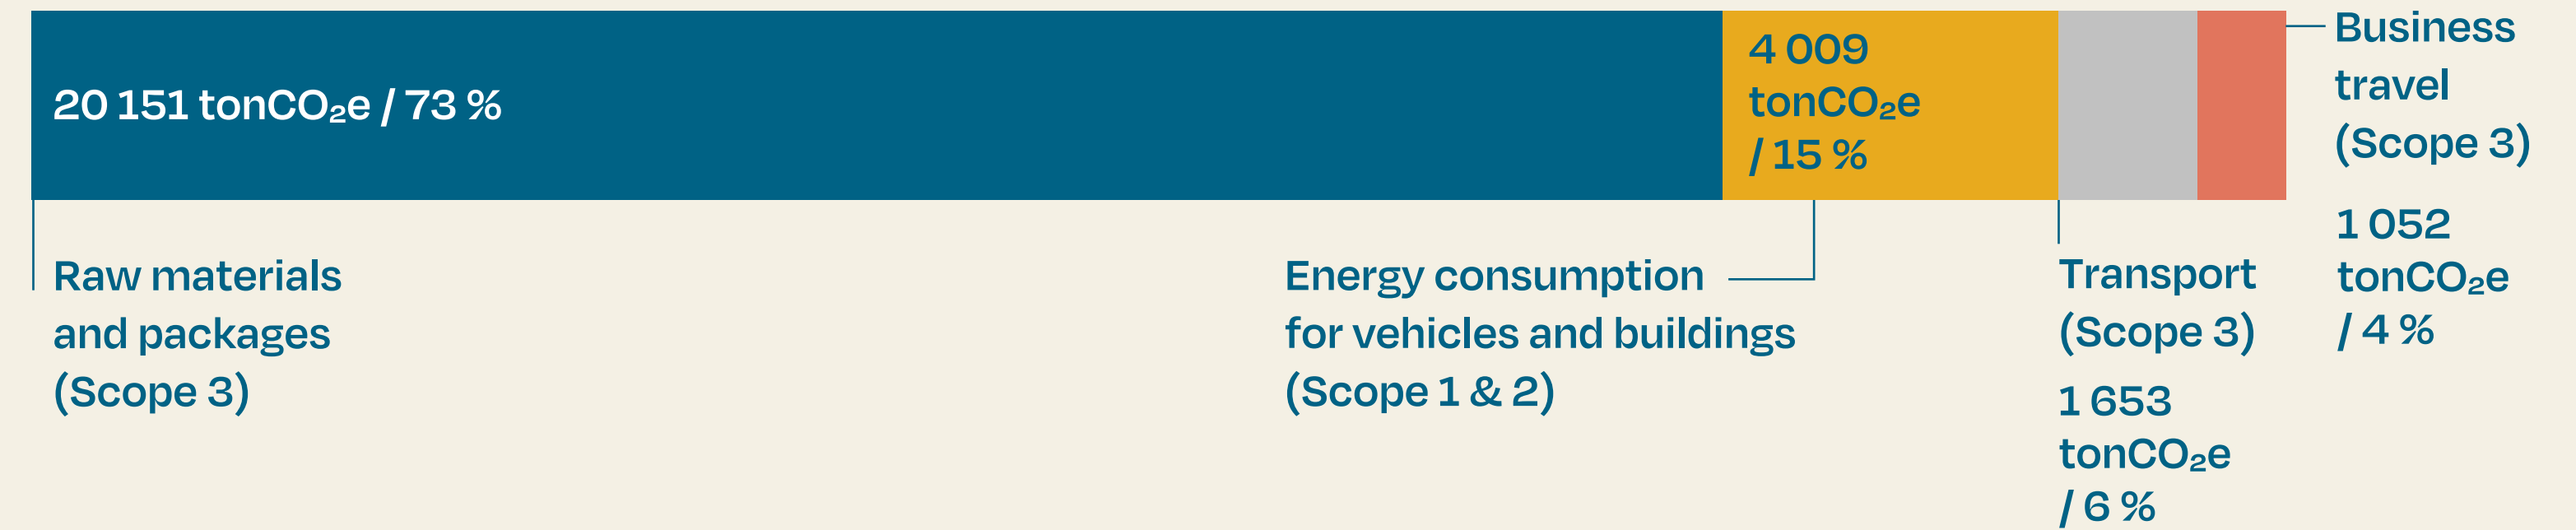 20 151 tonCO₂e / 73 %
Raw materials
and packages
(Scope 3)
4 009
tonCO₂e
/ 15 %
Energy consumption
for vehicles and buildings
(Scope 1 & 2)
Transport
(Scope 3)
1 653
tonCO₂e
/ 6 %
Business
travel
(Scope 3)
1 052
tonCO₂e
/ 4 %